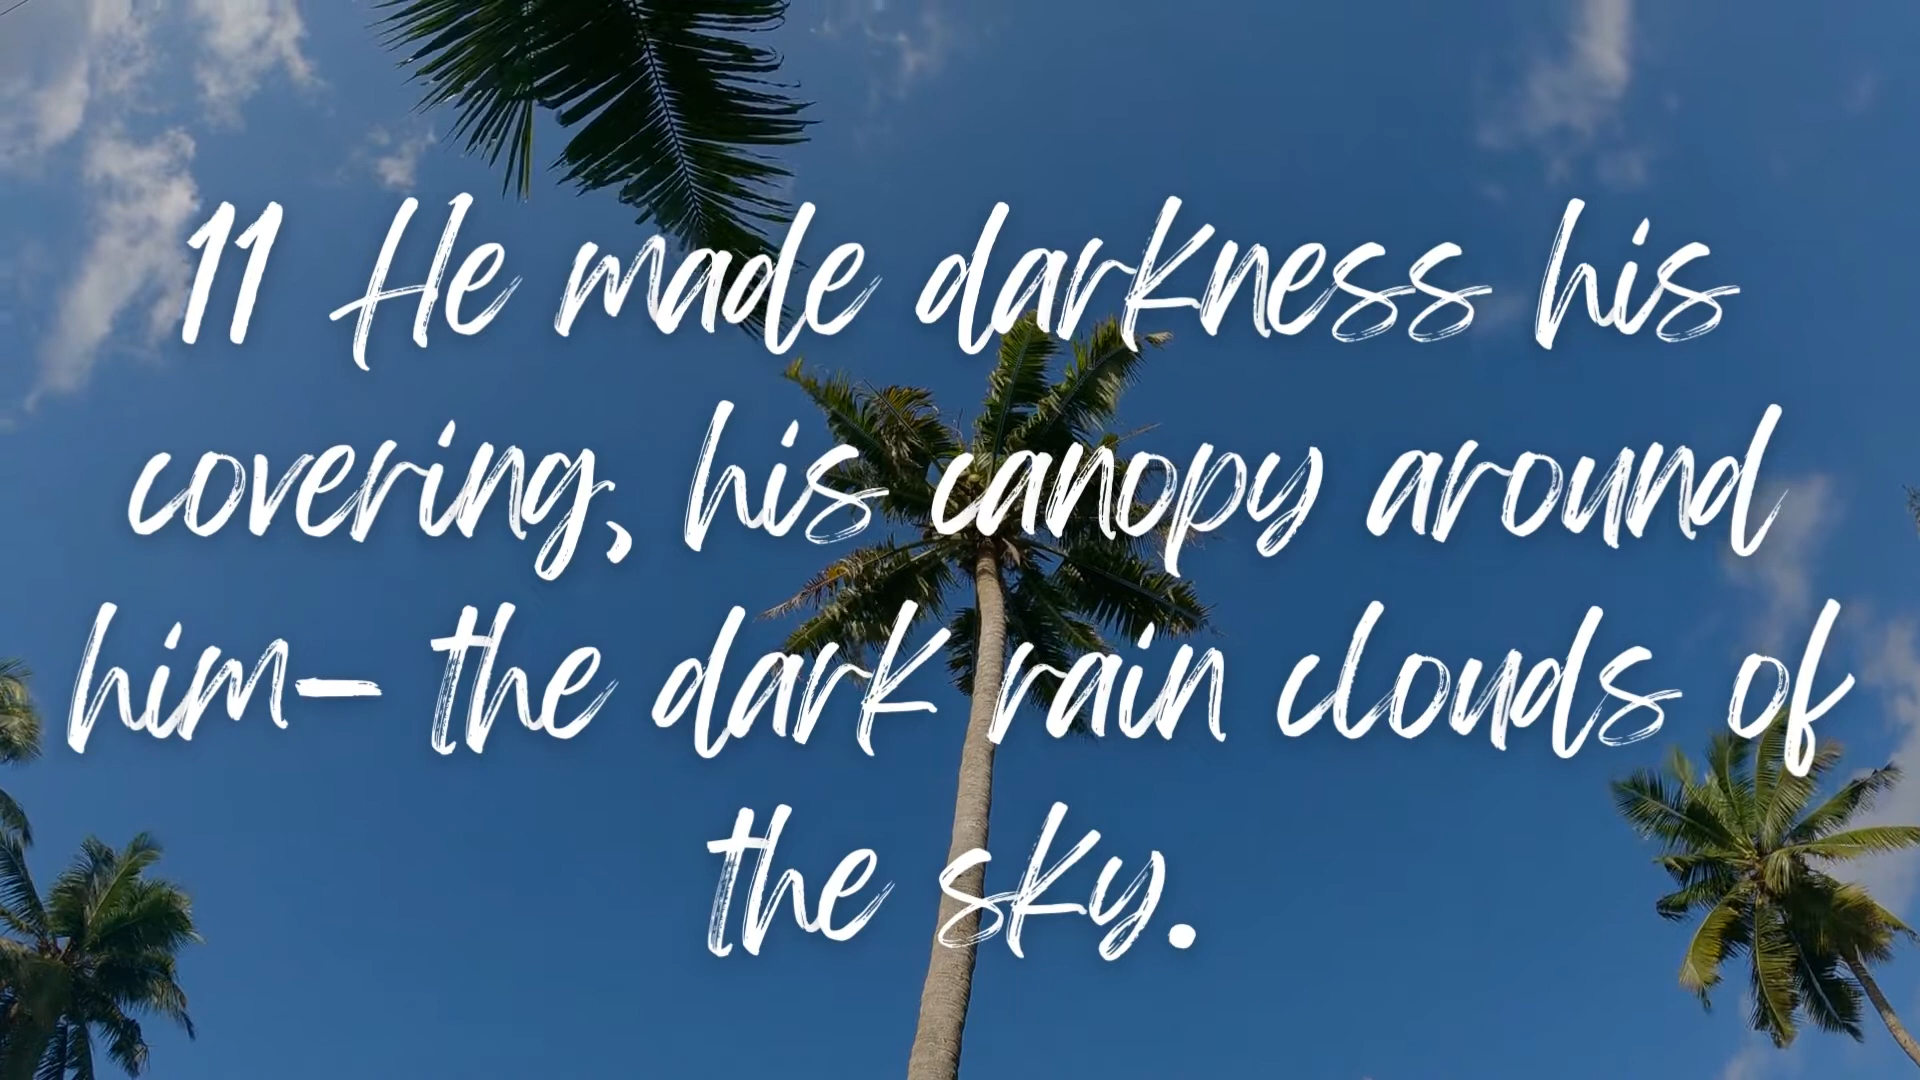 11 He made darkness his
covering, his canopy around
him- the dark rain clouds of
the sky.